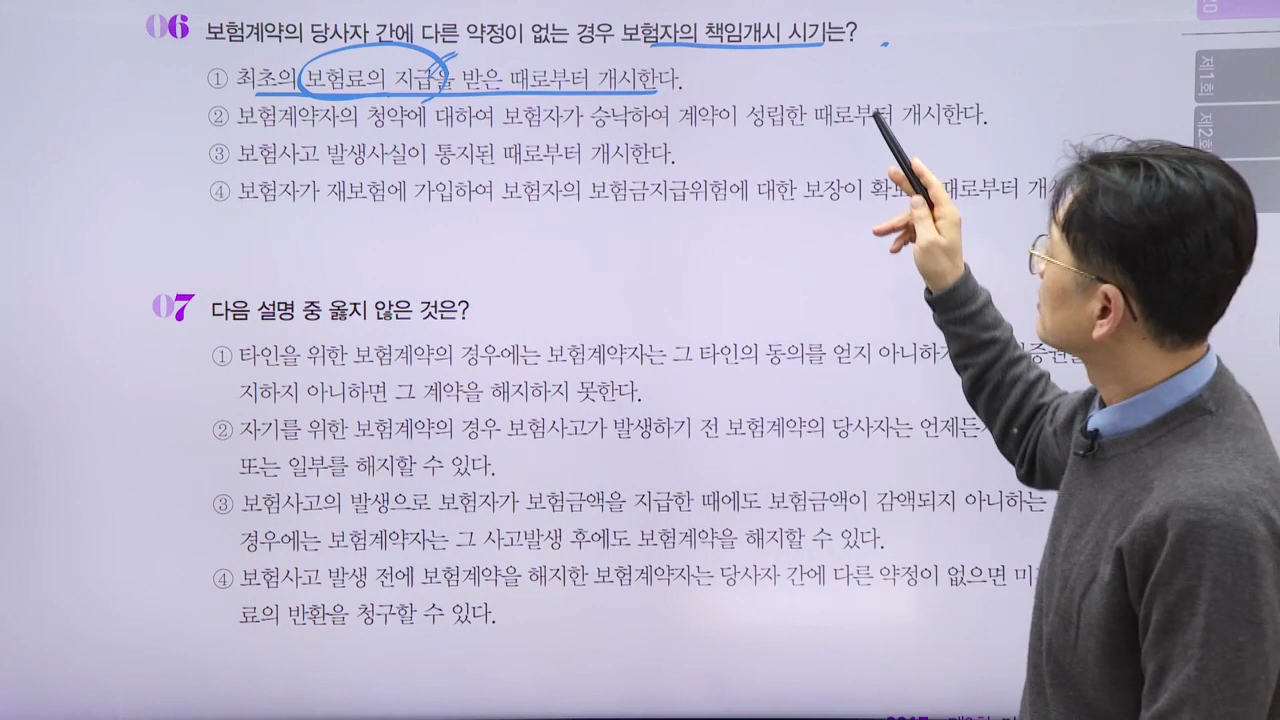 06 보험계약의 당사자 간에 다른 약정이 없는 경우 보험자의 책임개시 시기는?
① 최초의 보험료의 지급을 받은 때로부터 개시한다.
② 보험계약자의 청약에 대하여 보험자가 승낙하여 계약이 성립한 때로부터 개시한다.
③ 보험사고 발생사실이 통지된 때로부터 개시한다.
④ 보험자가 재보험에 가입하여 보험자의 보험금지급위험에 대한 보장이 때로부터
07 다음 설명 중 옳지 않은 것은?
① 타인을 위한 보험계약의 경우에는 보험계약자는 그 타인의 동의를 얻지
지하지 아니하면 그 계약을 해지하지 못한다.
② 자기를 위한 보험계약의 경우 보험사고가 발생하기 전 보험계약의 당사자는
또는 일부를 해지할 수 있다.
③ 보험사고의 발생으로 보험자가 보험금액을 지급한 때에도 보험금액이 감액되지 아니하는
경우에는 보험계약자는 그 사고발생 후에도 보험계약을 해지할 수 있다.
④ 보험사고 발생 전에 보험계약을 해지한 보험계약자는 당사자 간에 다른 약정이 없으면
료의 반환을 청구할 수 있다.
제1회
제2회